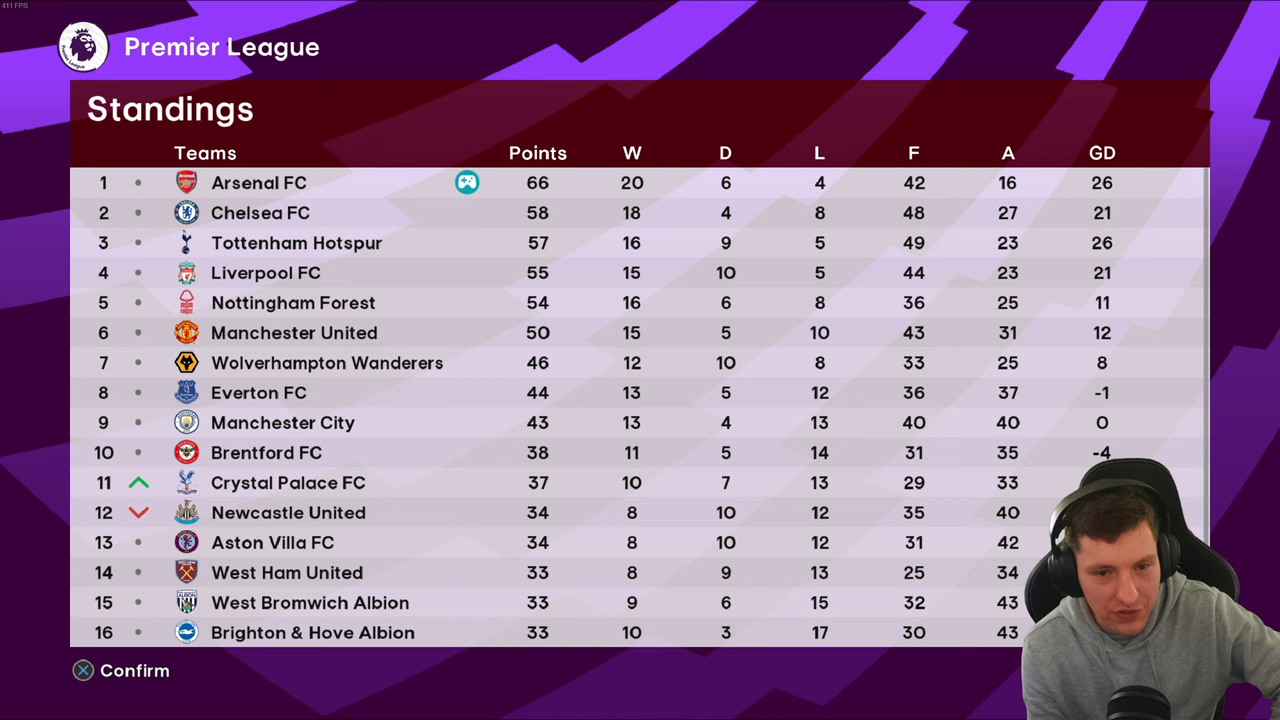 411 FPS
Premier League
Standings
Teams Points W D L F A GD
1 Arsenal FC 66 20 6 4 42 16 26
2 Chelsea FC 58 18 4 8 48 27 21
3 Tottenham Hotspur 57 16 9 5 49 23 26
4 Liverpool FC 55 15 10 5 44 23 21
5 Nottingham Forest 54 16 6 8 36 25 11
6 Manchester United 50 15 5 10 43 31 12
7 Wolverhampton Wanderers 46 12 10 8 33 25 8
8 Everton FC 44 13 5 12 36 37 -1
9 Manchester City 43 13 4 13 40 40 0
10 Brentford FC 38 11 5 14 31 35 -4
11 Crystal Palace FC 37 10 7 13 29 33
12 Newcastle United 34 8 10 12 35 40
13 Aston Villa FC 34 8 10 12 31 42
14 West Ham United 33 8 9 13 25 34
15 West Bromwich Albion 33 9 6 15 32 43
16 Brighton & Hove Albion 33 10 3 17 30 43
Confirm